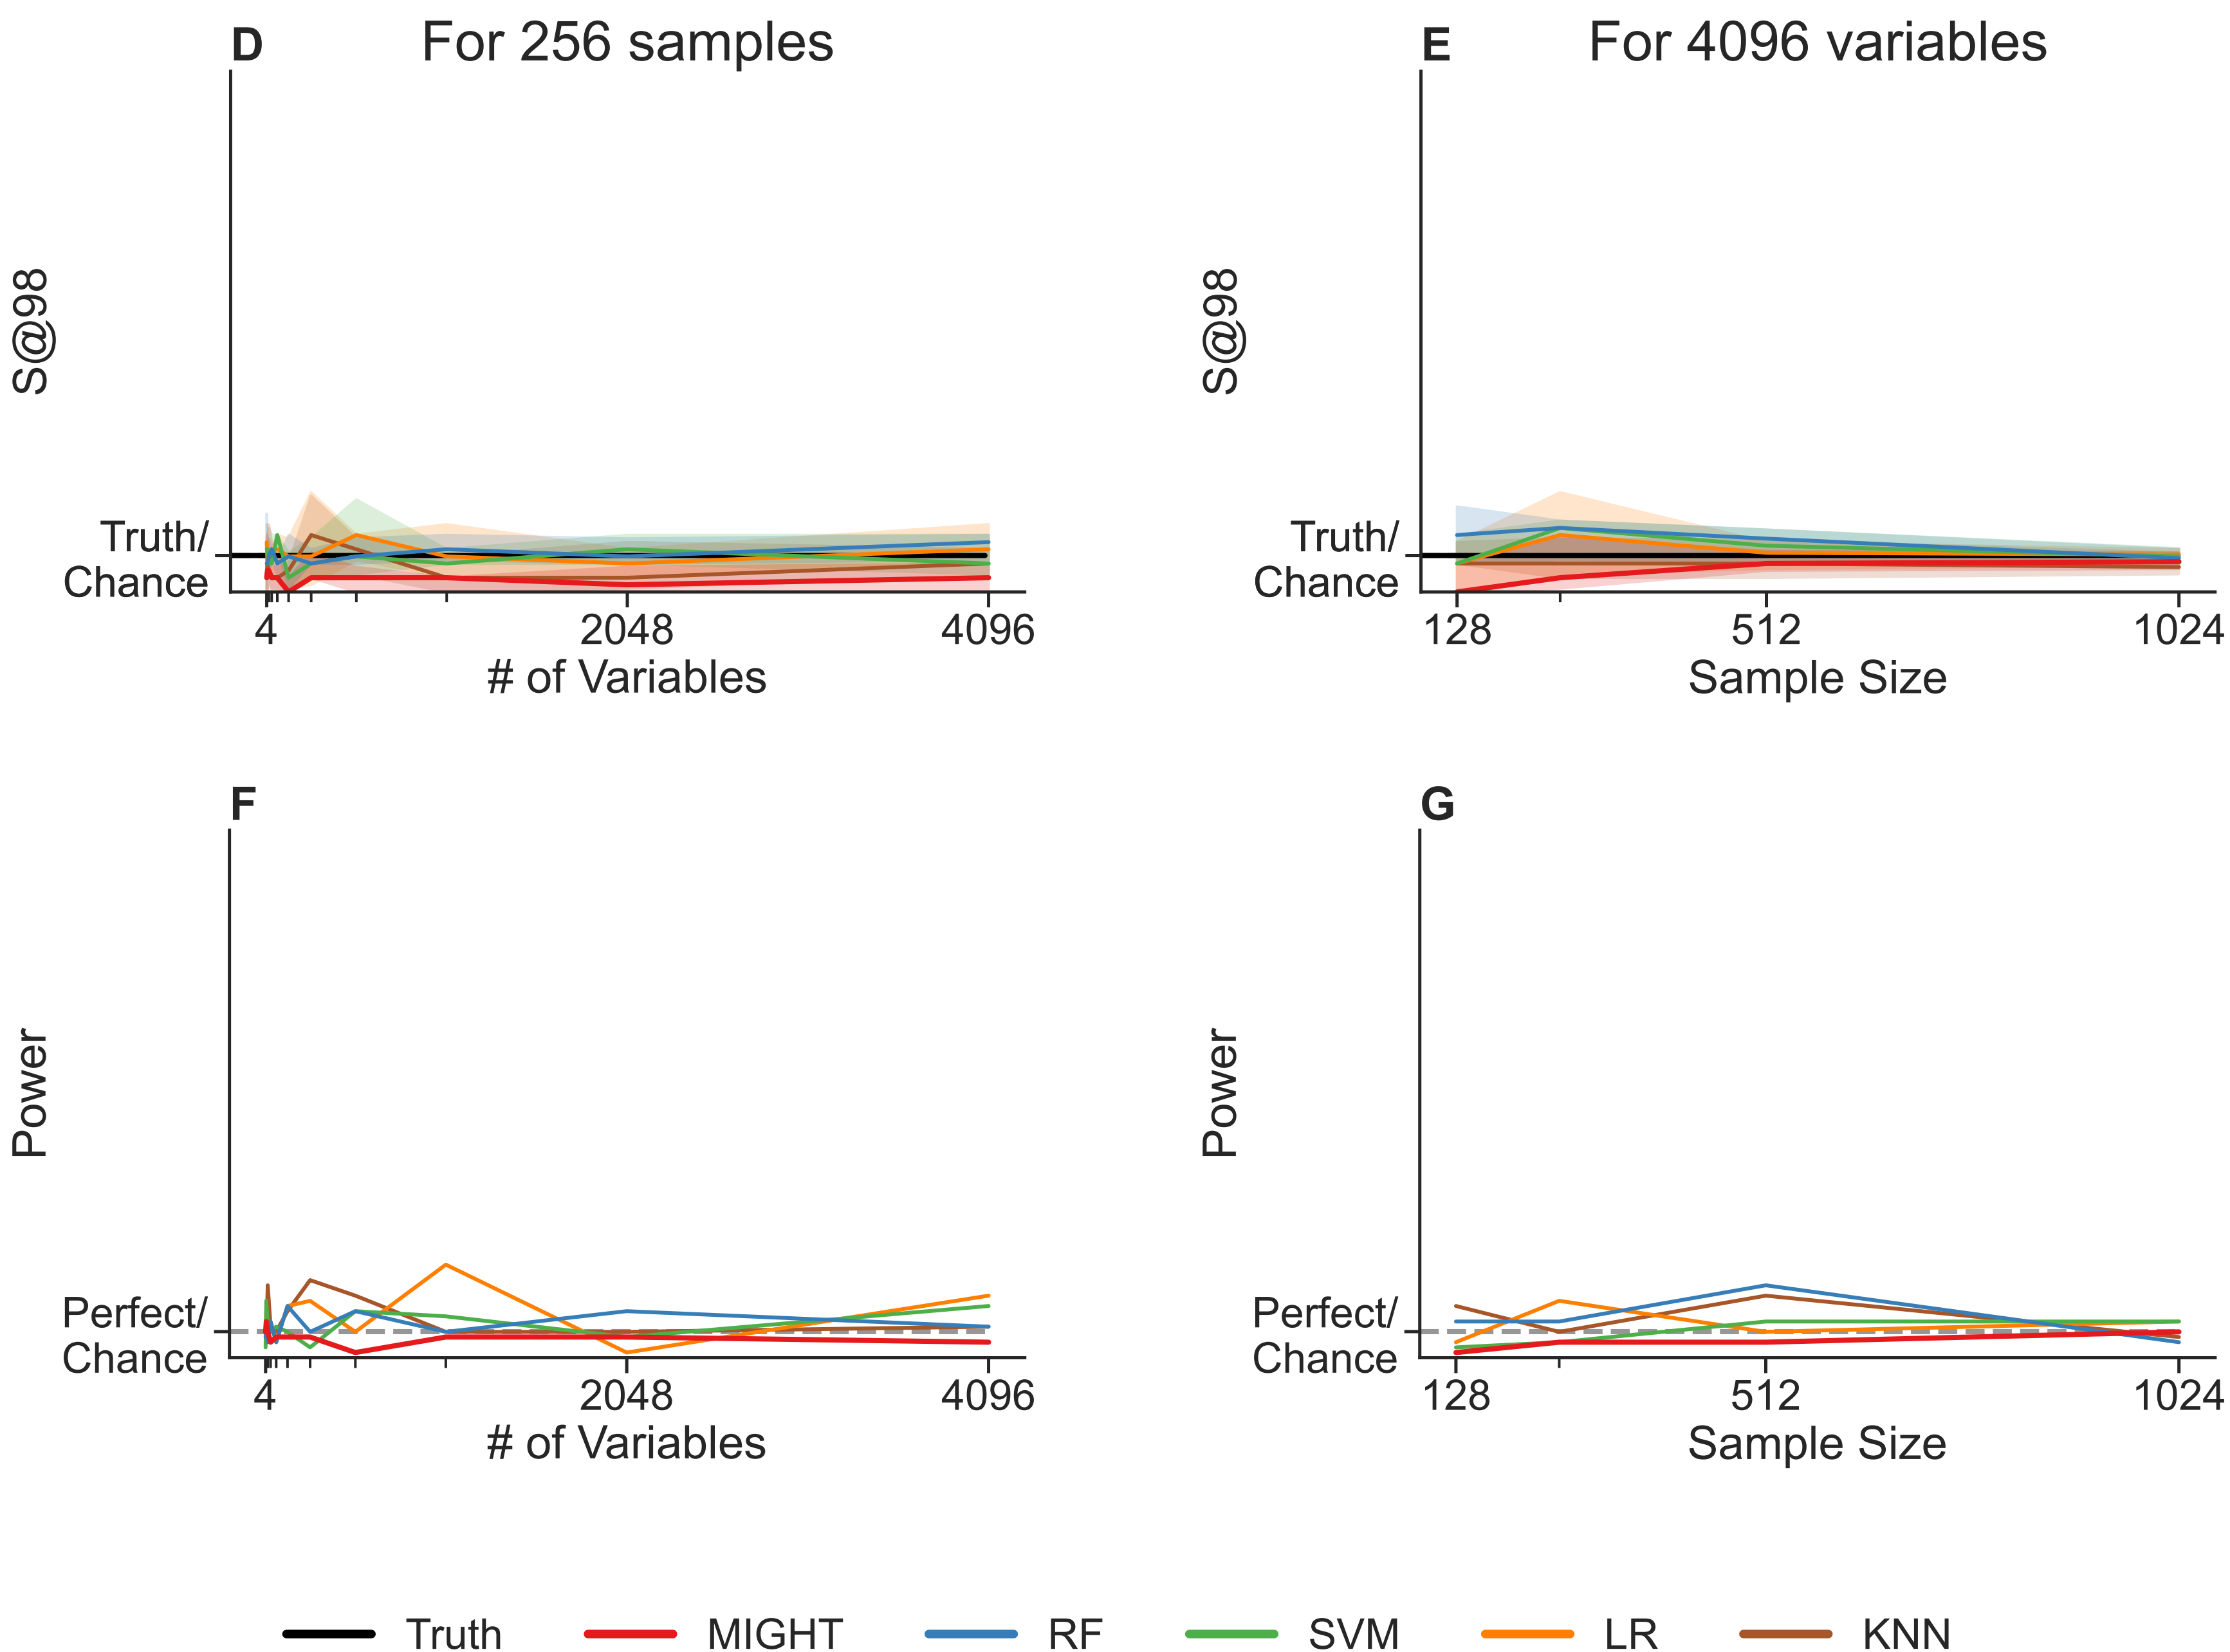 D
For 256 samples
E
For 4096 variables
S@98
Truth/
Chance
4
2048
4096
# of Variables
S@98
Truth/
Chance
128
512
1024
Sample Size
F
G
Power
Perfect/
Chance
4
2048
4096
# of Variables
Power
Perfect/
Chance
128
512
1024
Sample Size
Truth
MIGHT
RF
SVM
LR
KNN